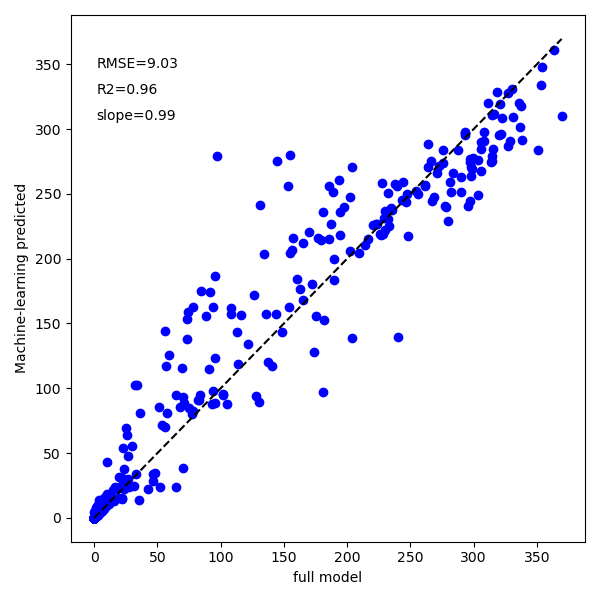 RMSE=9.03
R2=0.96
slope=0.99
Machine-learning predicted
350
300
250
200
150
100
50
0
0 50 100 150 200 250 300 350
full model